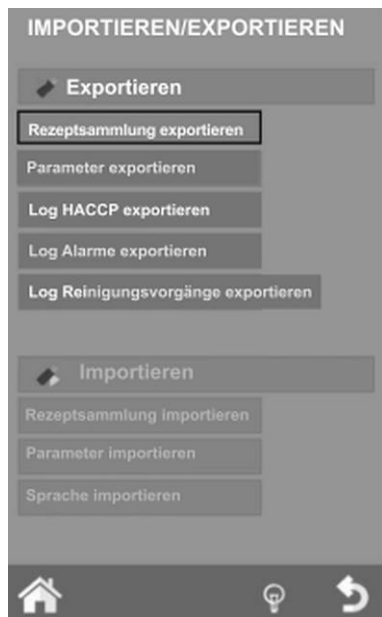 IMPORTIEREN/EXPORTIEREN
Exportieren
Rezeptsammlung exportieren
Parameter exportieren
Log HACCP exportieren
Log Alarme exportieren
Log Reinigungsvorgänge exportieren
Importieren
Rezeptsammlung importieren
Parameter importieren
Sprache importieren